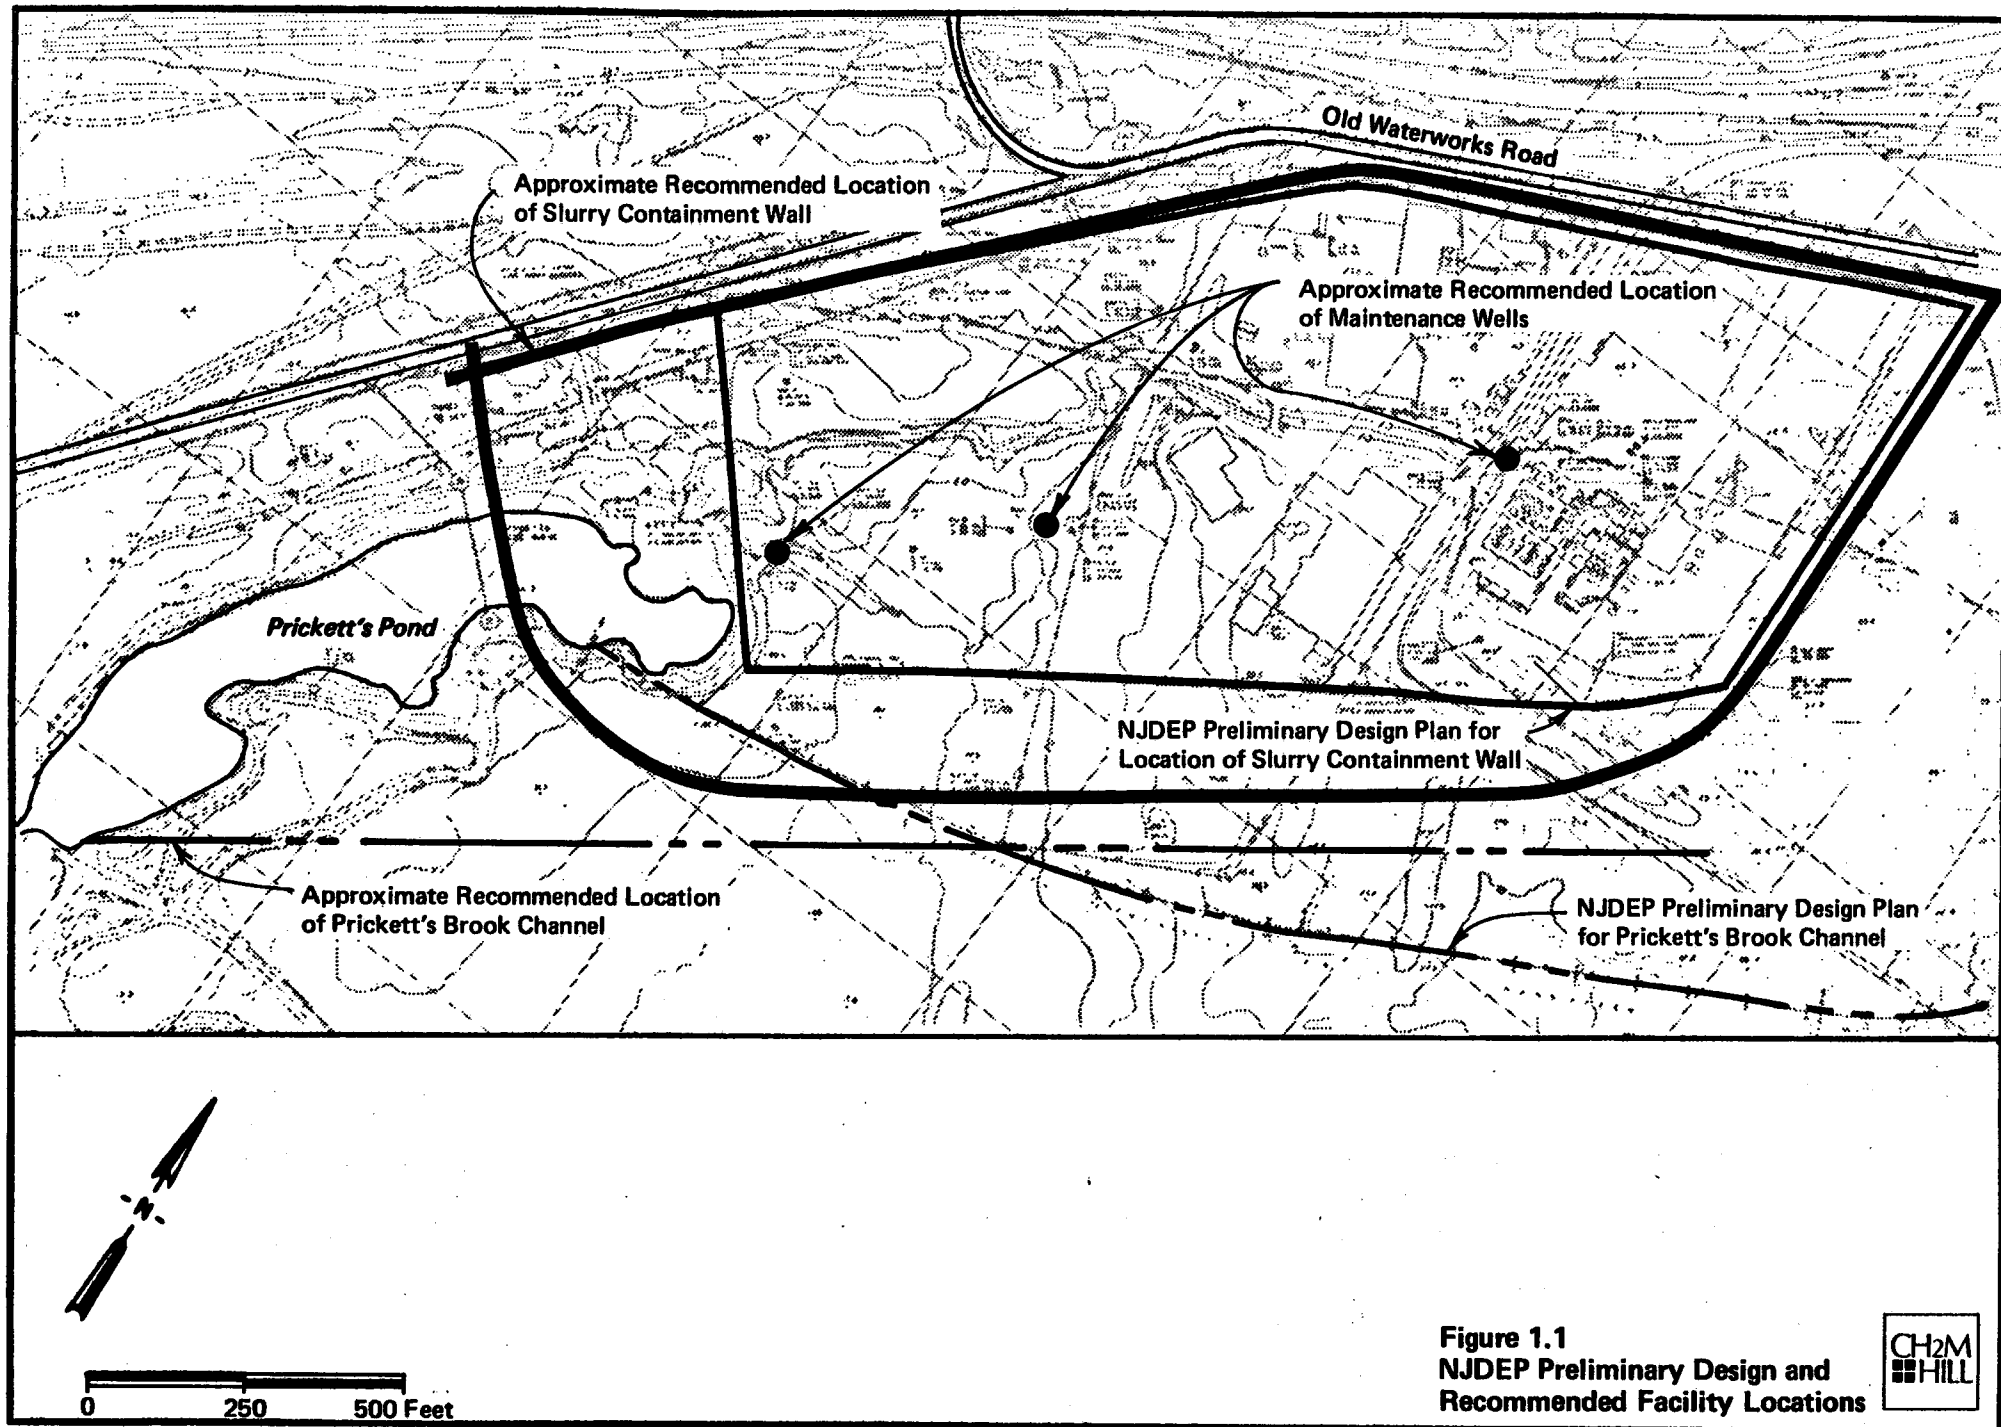 Old Waterworks Road
Approximate Recommended Location
of Slurry Containment Wall
Approximate Recommended Location
of Maintenance Wells
Prickett's Pond
NJDEP Preliminary Design Plan for
Location of Slurry Containment Wall
Approximate Recommended Location
of Prickett's Brook Channel
NJDEP Preliminary Design Plan
for Prickett's Brook Channel
N
0 250 500 Feet
Figure 1.1
NJDEP Preliminary Design and
Recommended Facility Locations
CH2M
HILL